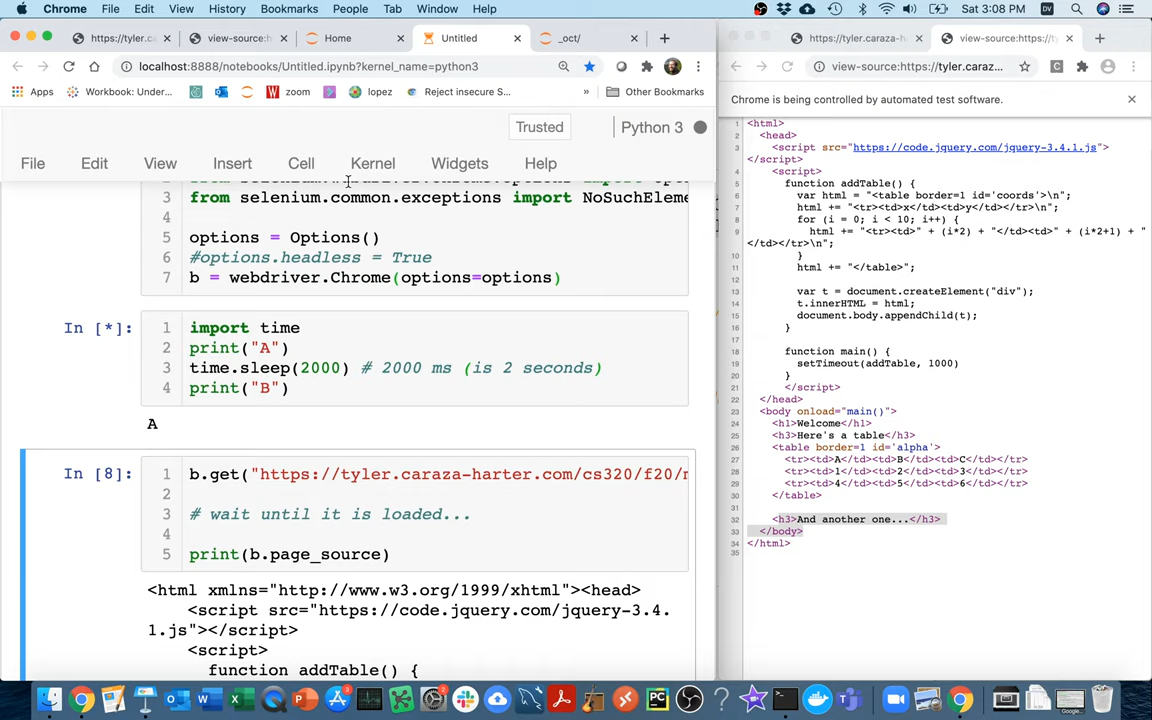 Chrome File Edit View History Bookmarks People Tab Window Help Sat 3:08 PM DV
https://tyler.ca view-source:h Home Untitled _oct/
localhost:8888/notebooks/Untitled.ipynb?kernel_name=python3
Apps Workbook: Under... zoom lopez Reject insecure S... » Other Bookmarks
Trusted Python 3
File Edit View Insert Cell Kernel Widgets Help
3 from selenium.common.exceptions import NoSuchEleme
4
5 options = Options()
6 #options.headless = True
7 b = webdriver.Chrome(options=options)
In [*]:
1 import time
2 print("A")
3 time.sleep(2000) # 2000 ms (is 2 seconds)
4 print("B")
A
In [8]:
1 b.get("https://tyler.caraza-harter.com/cs320/f20/
2
3 # wait until it is loaded...
4
5 print(b.page_source)
<html xmlns="http://www.w3.org/1999/xhtml"><head>
<script src="https://code.jquery.com/jquery-3.4.
1.js"></script>
<script>
function addTable() {
https://tyler.caraza-h view-source:https://ty
view-source:https://tyler.caraz...
Chrome is being controlled by automated test software.
1 <html>
2 <head>
3 <script src="https://code.jquery.com/jquery-3.4.1.js">
</script>
4 <script>
5 function addTable() {
6 var html = "<table border=1 id='coords'>\n";
7 html += "<tr><td>x</td><td>y</td></tr>\n";
8 for (i = 0; i < 10; i++) {
9 html += "<tr><td>" + (i*2) + "</td><td>" + (i*2+1) + "
</td></tr>\n";
10 }
11 html += "</table>";
12
13 var t = document.createElement("div");
14 t.innerHTML = html;
15 document.body.appendChild(t);
16 }
17
18 function main() {
19 setTimeout(addTable, 1000)
20 }
21 </script>
22 </head>
23 <body onload="main()">
24 <h1>Welcome</h1>
25 <h3>Here's a table</h3>
26 <table border=1 id='alpha'>
27 <tr><td>A</td><td>B</td><td>C</td></tr>
28 <tr><td>1</td><td>2</td><td>3</td></tr>
29 <tr><td>4</td><td>5</td><td>6</td></tr>
30 </table>
31
32 <h3>And another one...</h3>
33 </body>
34 </html>
35